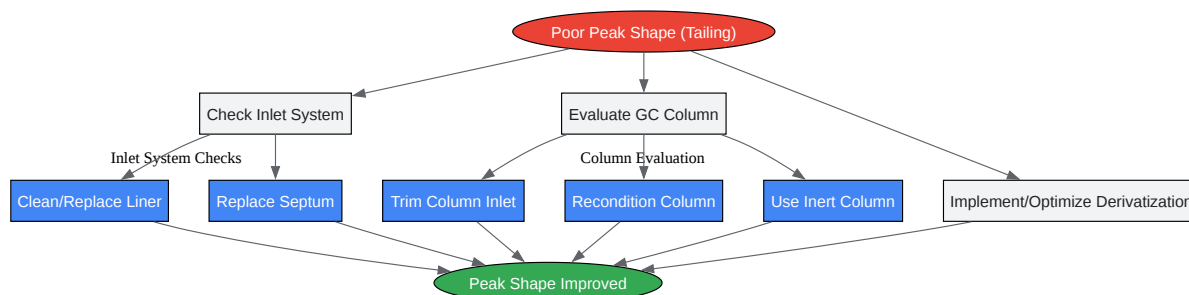 Poor Peak Shape (Tailing)
Check Inlet System
Evaluate GC Column
Inlet System Checks
Column Evaluation
Clean/Replace Liner
Replace Septum
Trim Column Inlet
Recondition Column
Use Inert Column
Implement/Optimize Derivatization
Peak Shape Improved